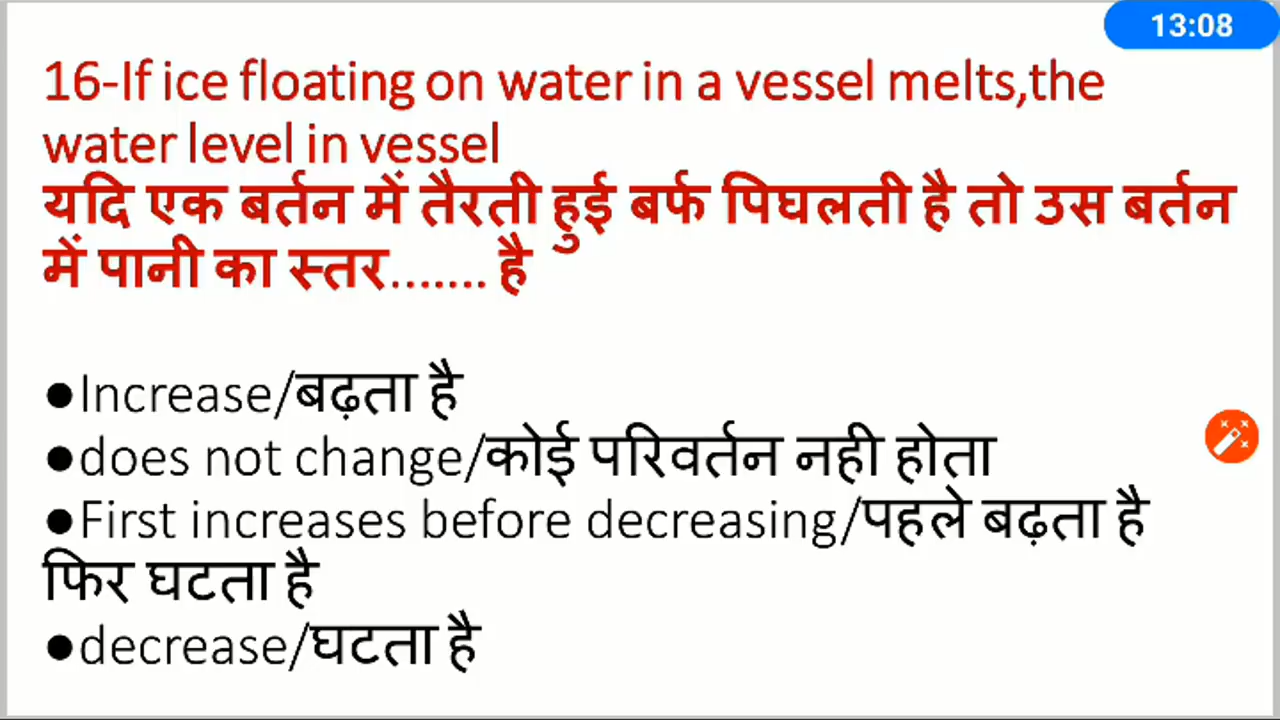 13:08
16-If ice floating on water in a vessel melts,the
water level in vessel
यदि एक बर्तन में तैरती हुई बर्फ पिघलती है तो उस बर्तन
में पानी का स्तर....... है
●Increase/बढ़ता है
●does not change/कोई परिवर्तन नही होता
●First increases before decreasing/पहले बढ़ता है
फिर घटता है
●decrease/घटता है